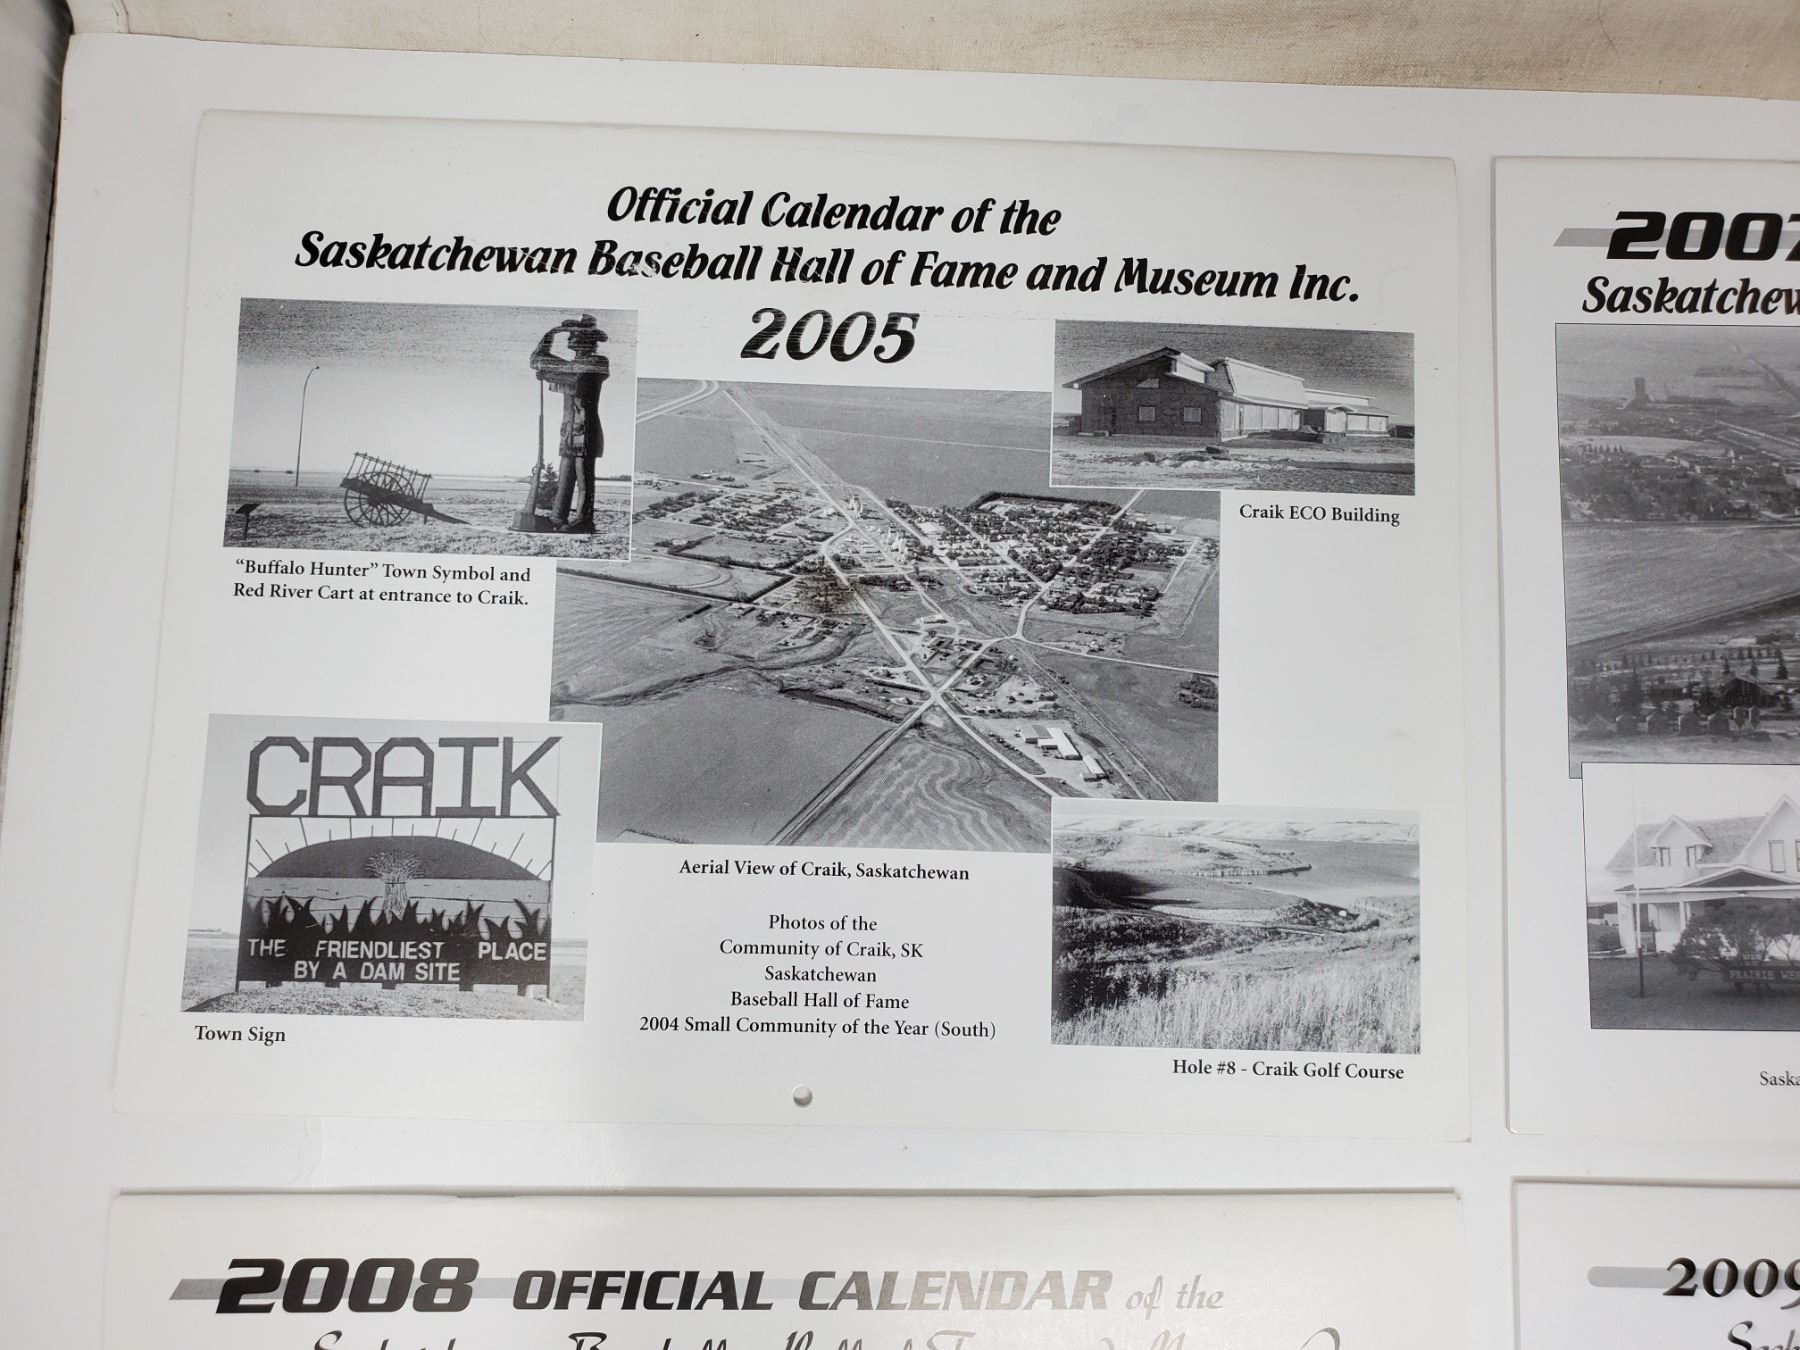 Official Calendar of the
Saskatchewan Baseball Hall of Fame and Museum Inc.
2005
"Buffalo Hunter" Town Symbol and
Red River Cart at entrance to Craik.
Craik ECO Building
CRAIK
THE FRIENDLIEST PLACE
BY A DAM SITE
Town Sign
Aerial View of Craik, Saskatchewan
Photos of the
Community of Craik, SK
Saskatchewan
Baseball Hall of Fame
2004 Small Community of the Year (South)
Hole #8 - Craik Golf Course
2007
PRAIRIE
2008 OFFICIAL CALENDAR of the
2009